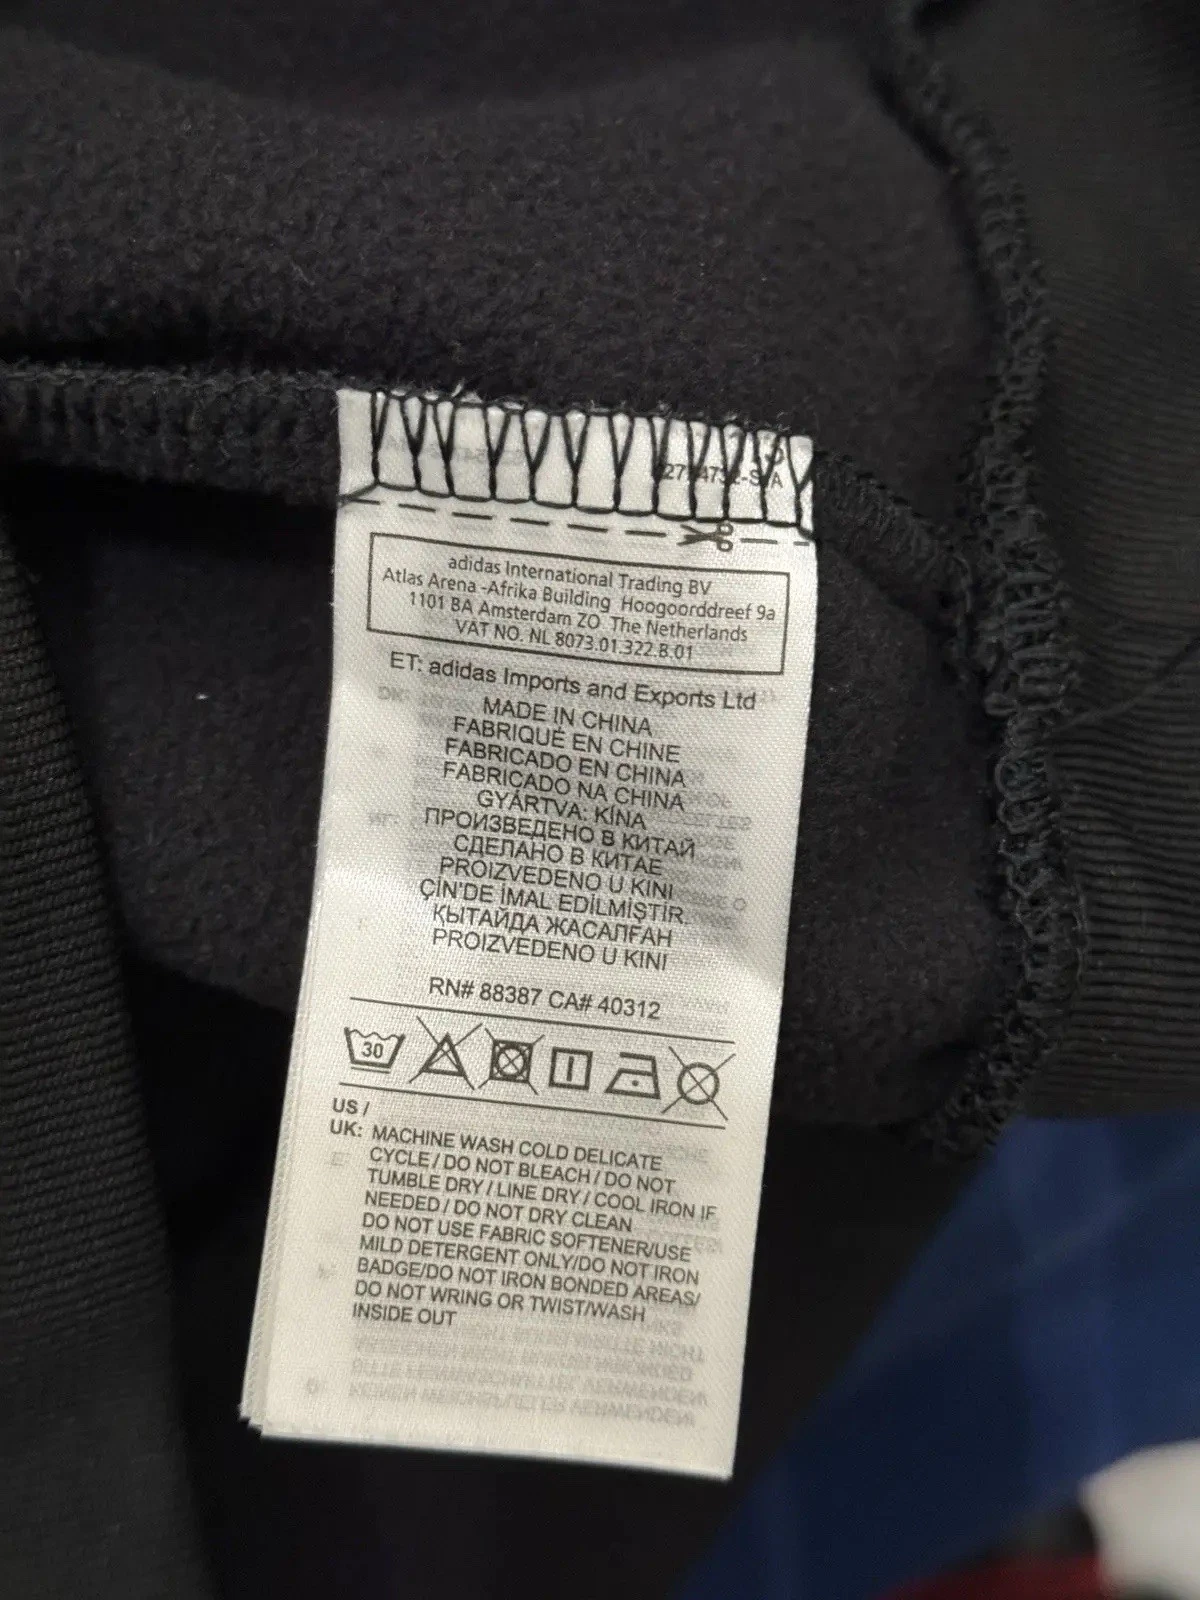 adidas International Trading BV
Atlas Arena -Afrika Building Hoogoorddreef 9a
1101 BA Amsterdam ZO The Netherlands
VAT NO. NL 8073.01.322.B.01
ET: adidas Imports and Exports Ltd
MADE IN CHINA
FABRIQUÉ EN CHINE
FABRICADO EN CHINA
FABRICADO NA CHINA
GYÁRTVA: KÍNA
ПРОИЗВЕДЕНО В КИТАЙ
СДЕЛАНО В КИТАЕ
PROIZVEDENO U KINI
ÇİN'DE İMAL EDİLMİŞTİR.
ҚЫТАЙДА ЖАСАЛҒАН
PROIZVEDENO U KINI
RN# 88387 CA# 40312
30
US /
UK: MACHINE WASH COLD DELICATE
CYCLE / DO NOT BLEACH / DO NOT
TUMBLE DRY / LINE DRY / COOL IRON IF
NEEDED / DO NOT DRY CLEAN
DO NOT USE FABRIC SOFTENER/USE
MILD DETERGENT ONLY/DO NOT IRON
BADGE/DO NOT IRON BONDED AREAS/
DO NOT WRING OR TWIST/WASH
INSIDE OUT